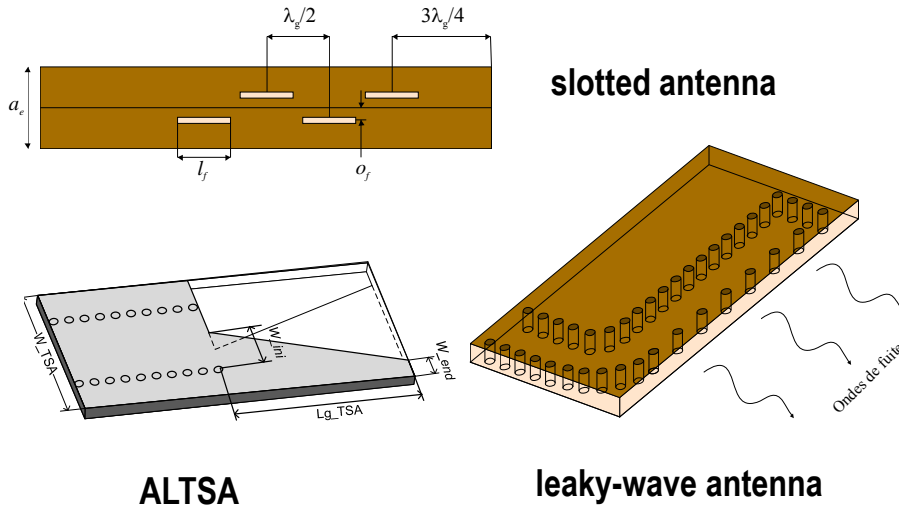 λg/2
3λg/4
slotted antenna
ae
lf
of
W_TSA
W_ini
W_end
Lg_TSA
Ondes de fuite
ALTSA
leaky-wave antenna